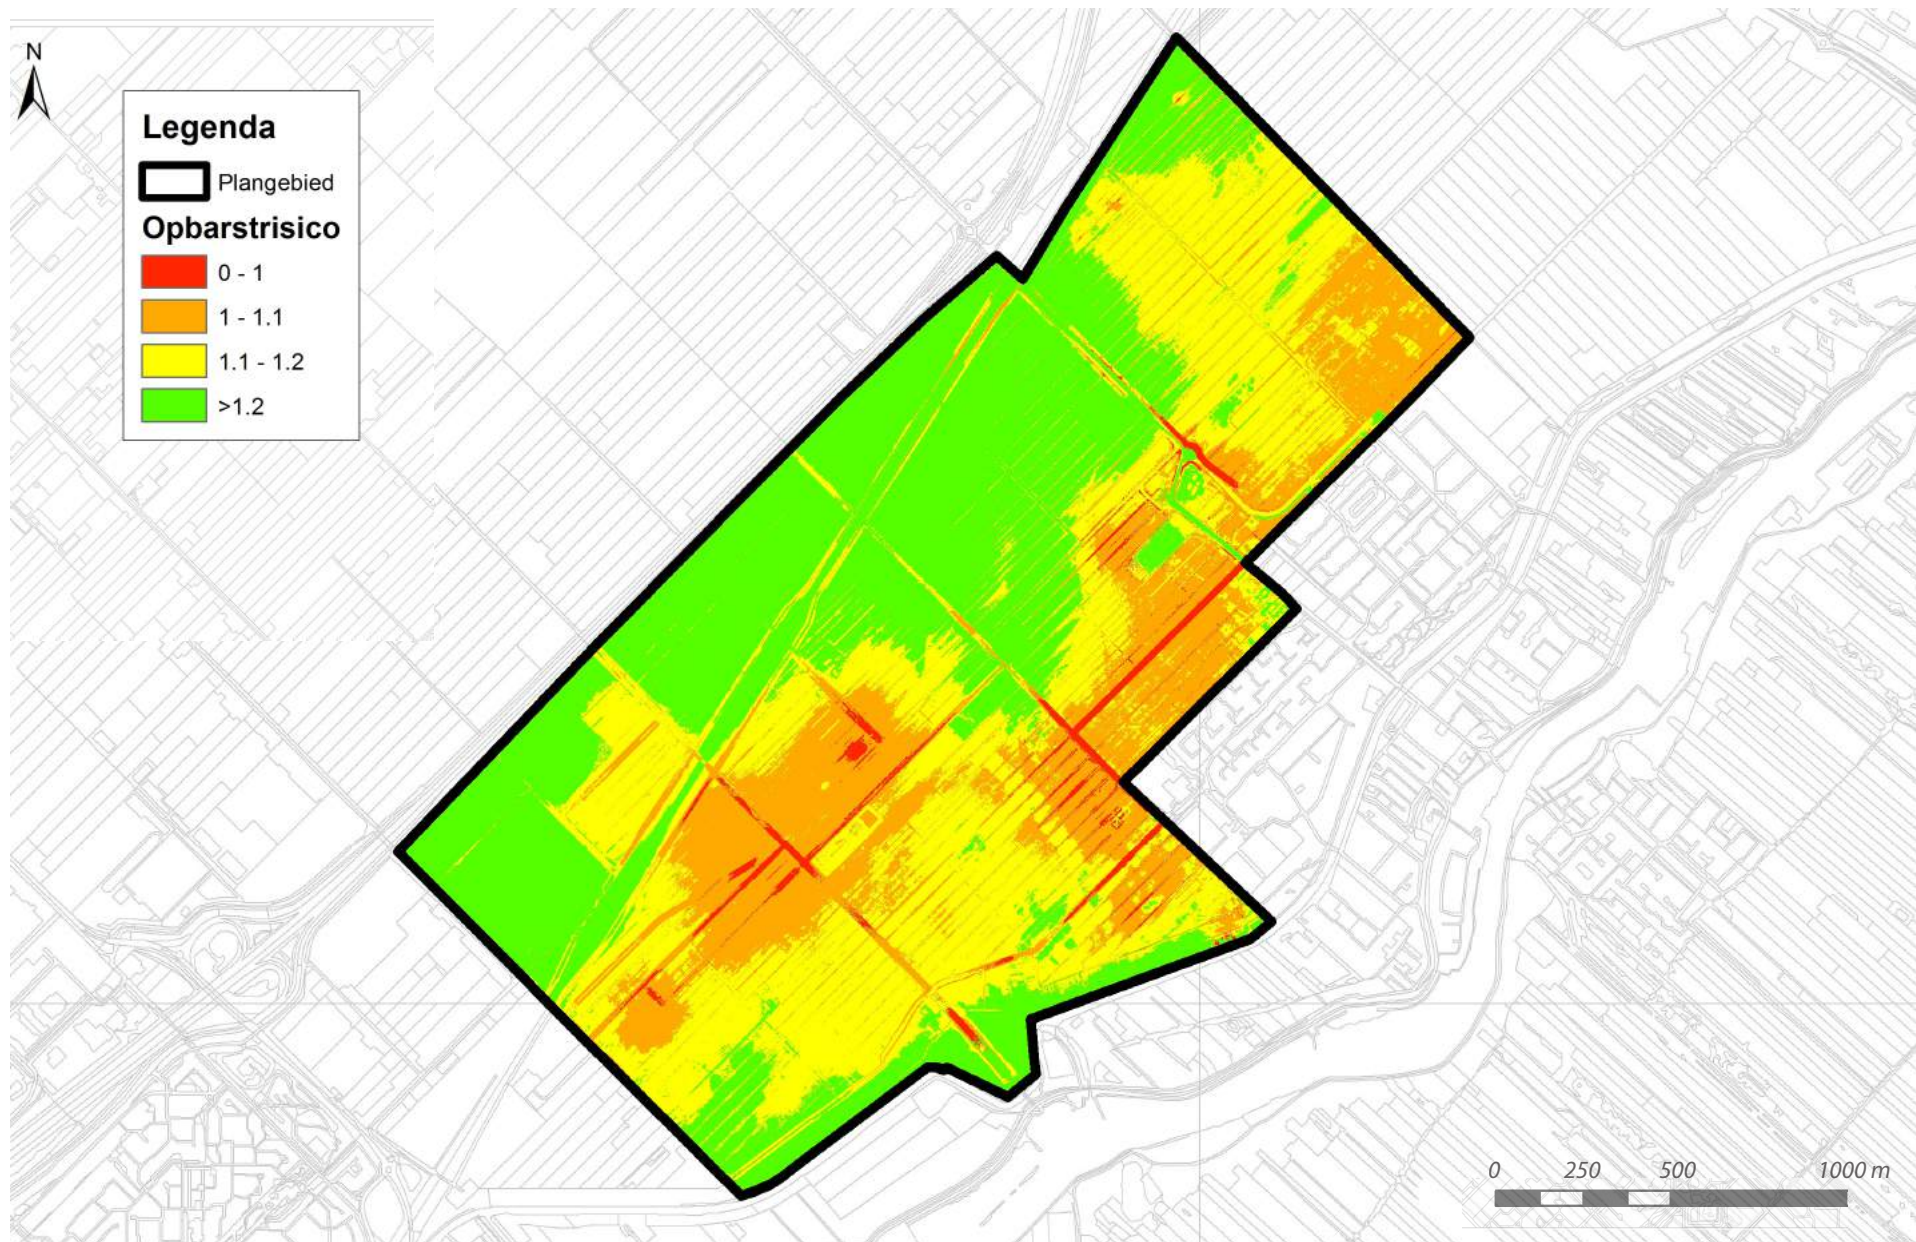 N
Legenda
Plangebied
Opbarstrisico
0 - 1
1 - 1.1
1.1 - 1.2
>1.2
0 250 500 1000 m